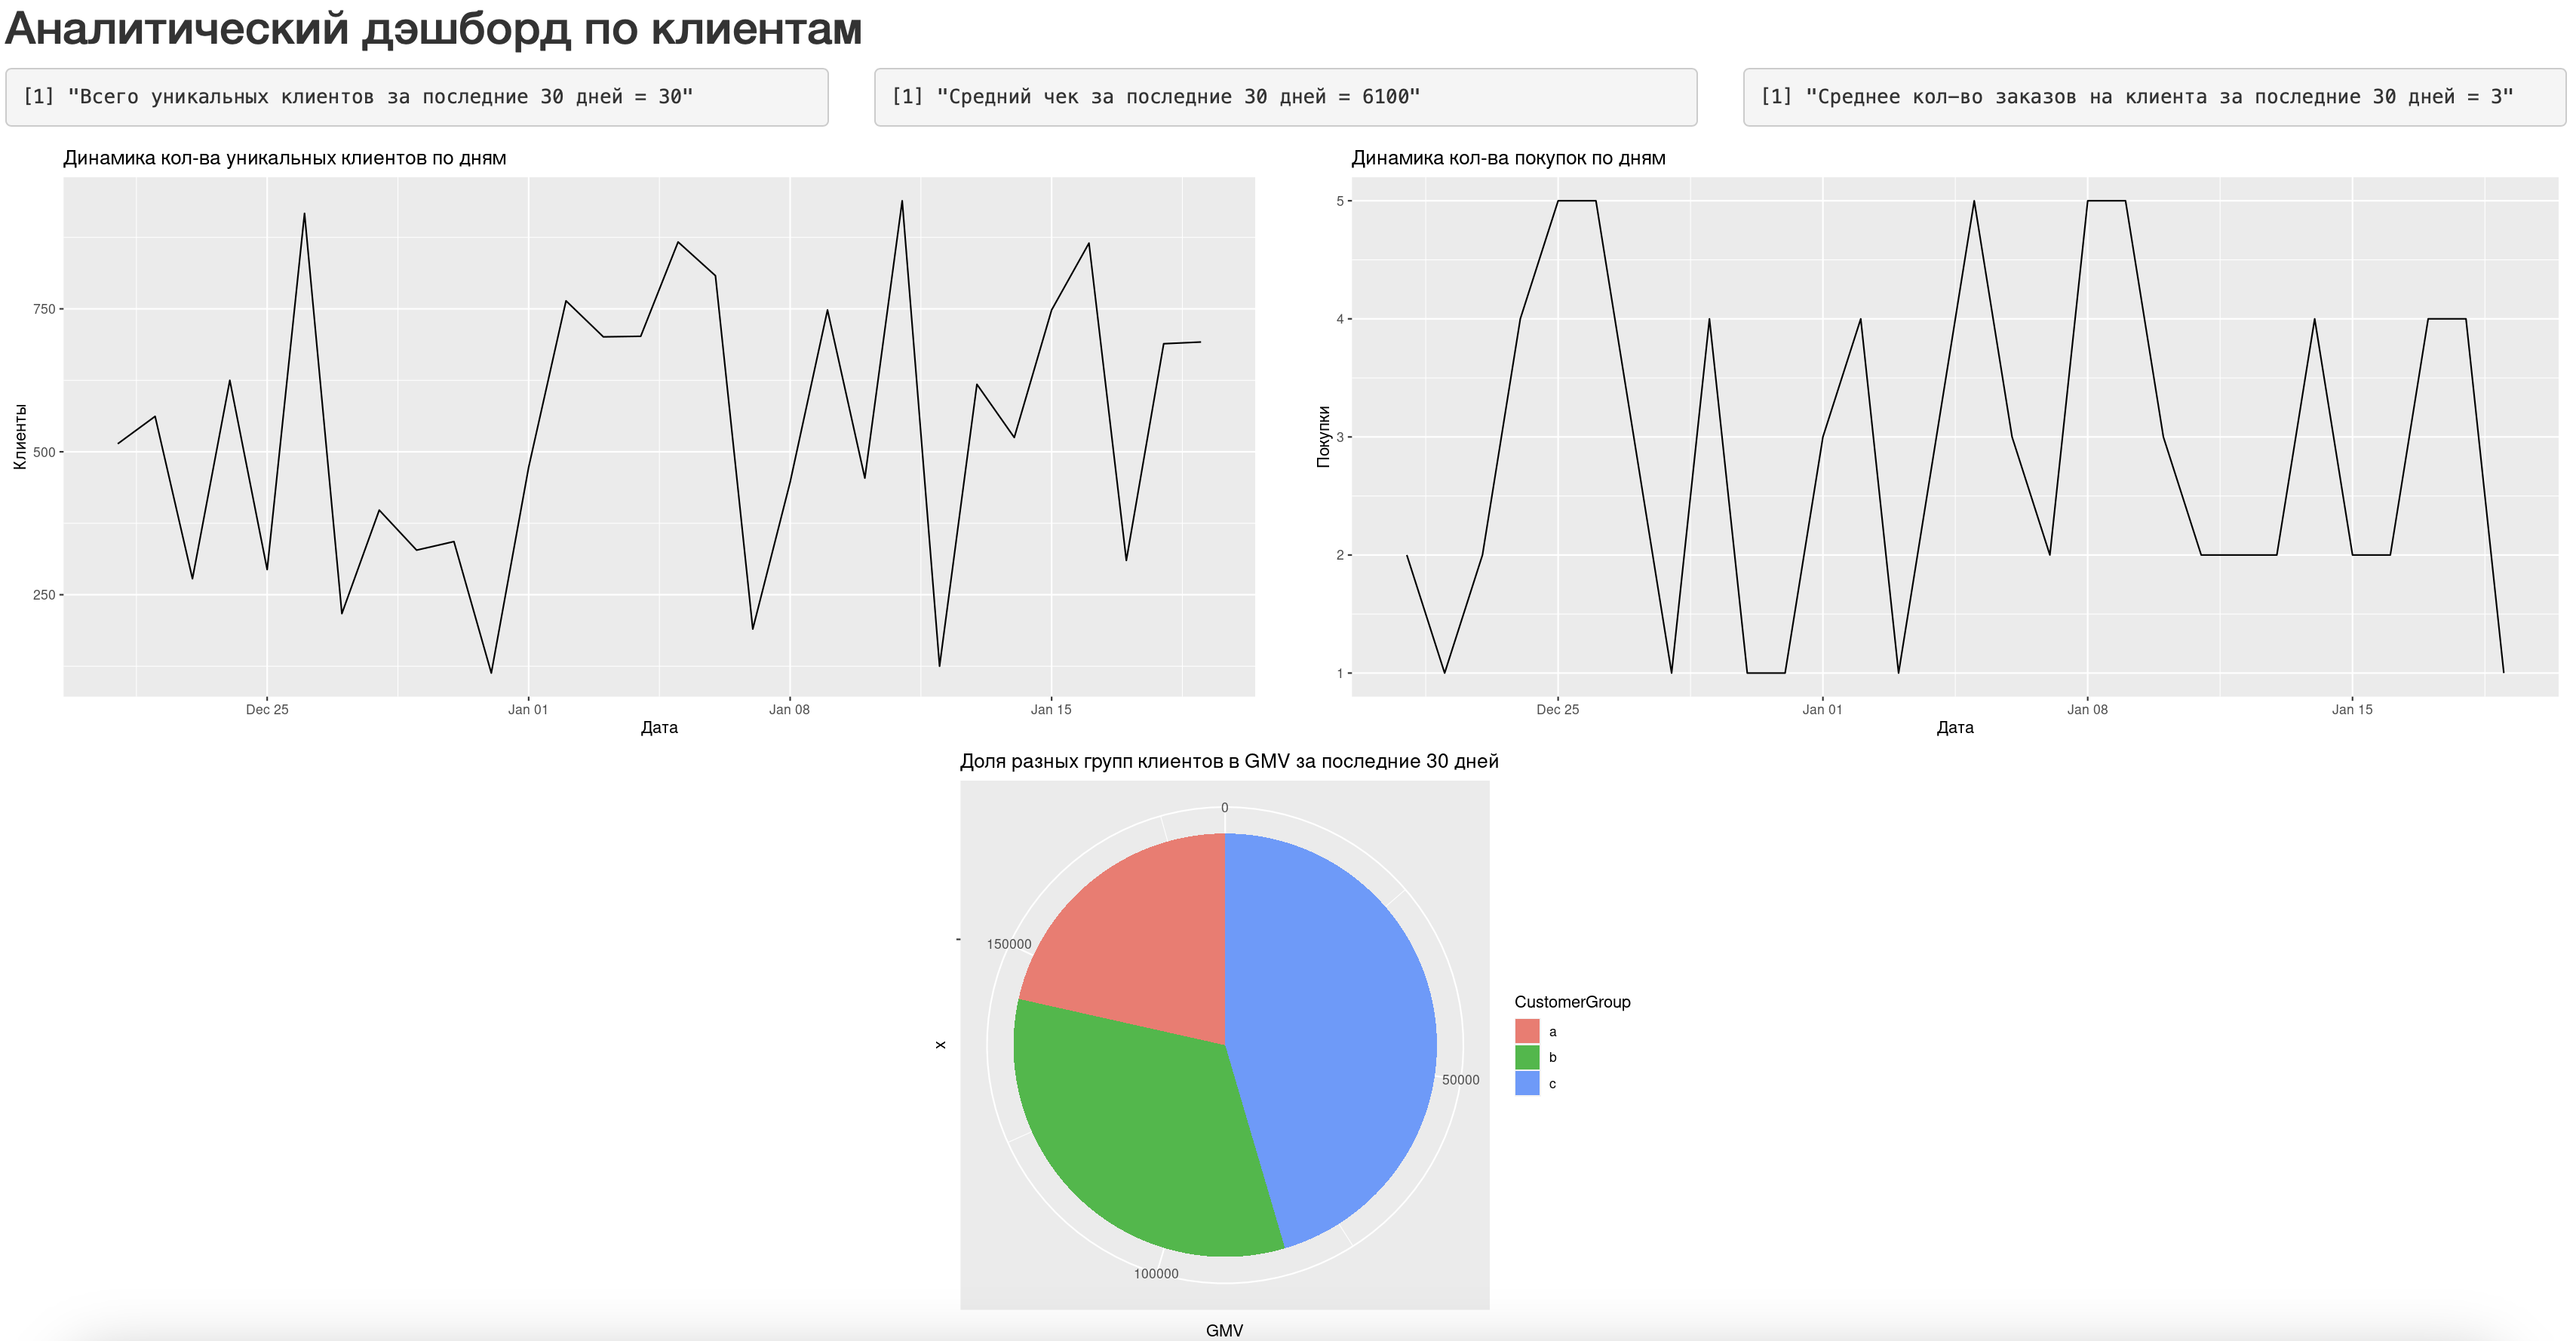 Аналитический дэшборд по клиентам
[1] "Всего уникальных клиентов за последние 30 дней = 30"
[1] "Средний чек за последние 30 дней = 6100"
[1] "Среднее кол-во заказов на клиента за последние 30 дней = 3"
Динамика кол-ва уникальных клиентов по дням
750
500
250
Клиенты
Dec 25
Jan 01
Jan 08
Jan 15
Дата
Динамика кол-ва покупок по дням
5
4
3
2
1
Покупки
Dec 25
Jan 01
Jan 08
Jan 15
Дата
Доля разных групп клиентов в GMV за последние 30 дней
0
150000
50000
100000
x
GMV
CustomerGroup
a
b
c